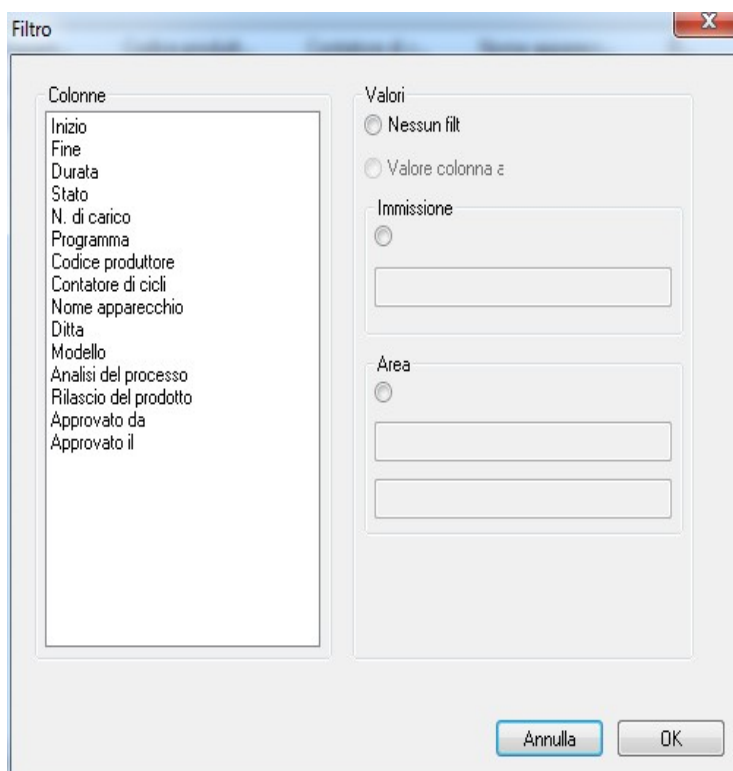 Filtro
Colonne
Inizio
Fine
Durata
Stato
N. di carico
Programma
Codice produttore
Contatore di cicli
Nome apparecchio
Ditta
Modello
Analisi del processo
Rilascio del prodotto
Approvato da
Approvato il
Valori
Nessun filt
Valore colonna a
Immissione
Area
Annulla
OK